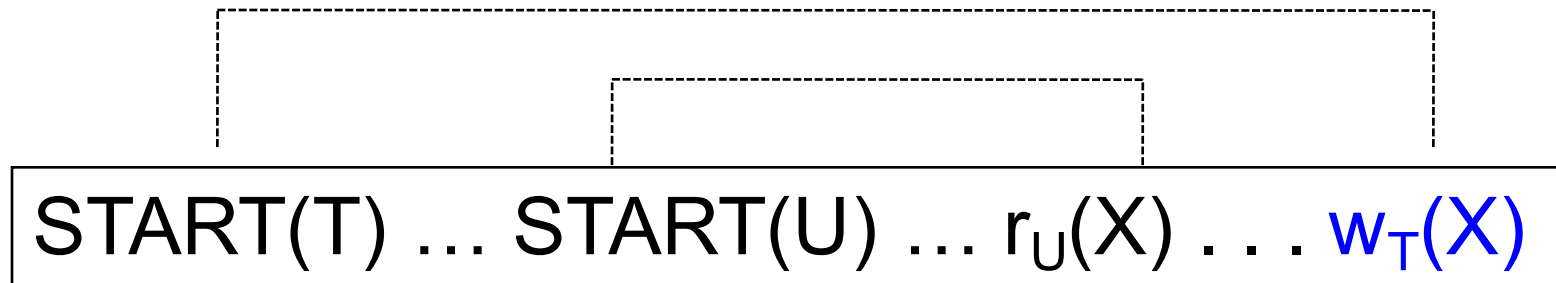 START(T) … START(U) … r_U(X) . . . w_T(X)